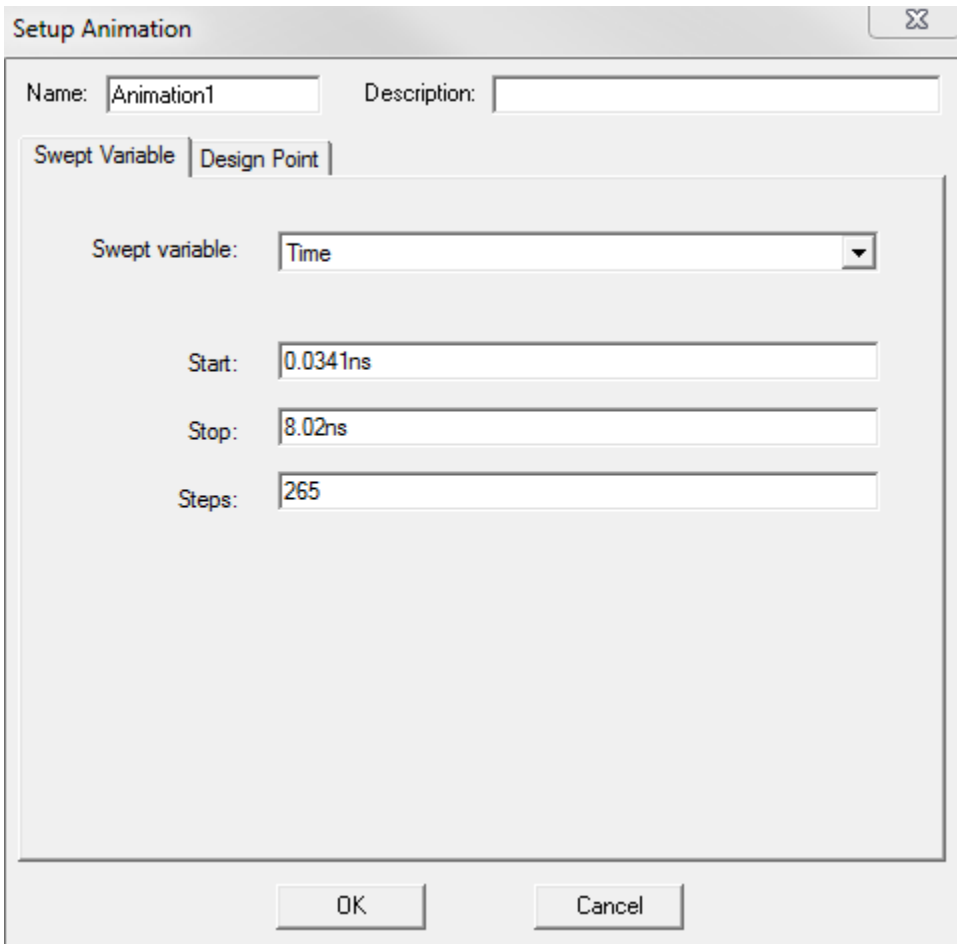 Setup Animation
Name: Animation1 Description:
Swept Variable Design Point
Swept variable: Time
Start: 0.0341ns
Stop: 8.02ns
Steps: 265
OK Cancel